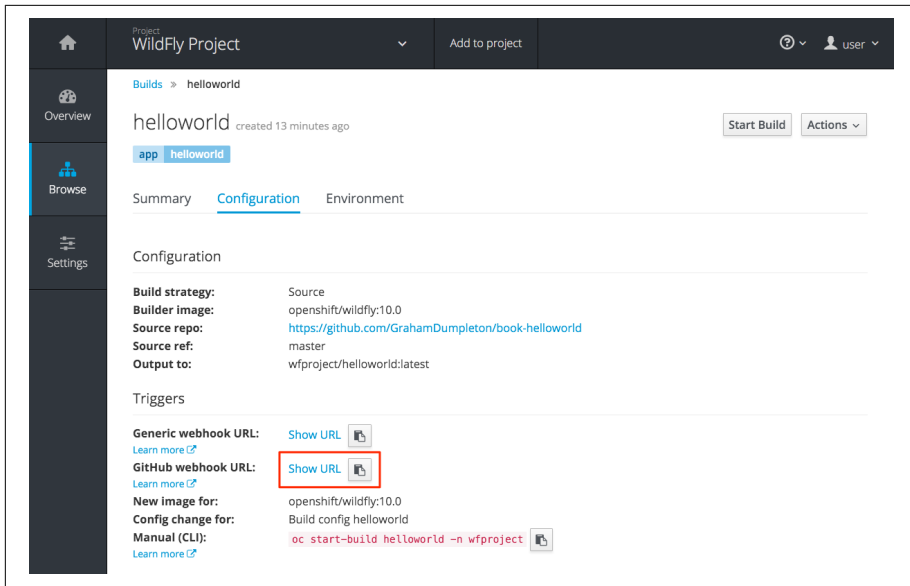 Project
WildFly Project
Add to project
user
Overview
Browse
Settings
Builds » helloworld
helloworld created 13 minutes ago
Start Build
Actions
app helloworld
Summary Configuration Environment
Configuration
Build strategy: Source
Builder image: openshift/wildfly:10.0
Source repo: https://github.com/GrahamDumpleton/book-helloworld
Source ref: master
Output to: wfproject/helloworld:latest
Triggers
Generic webhook URL: Show URL
Learn more
GitHub webhook URL: Show URL
Learn more
New image for: openshift/wildfly:10.0
Config change for: Build config helloworld
Manual (CLI): oc start-build helloworld -n wfproject
Learn more